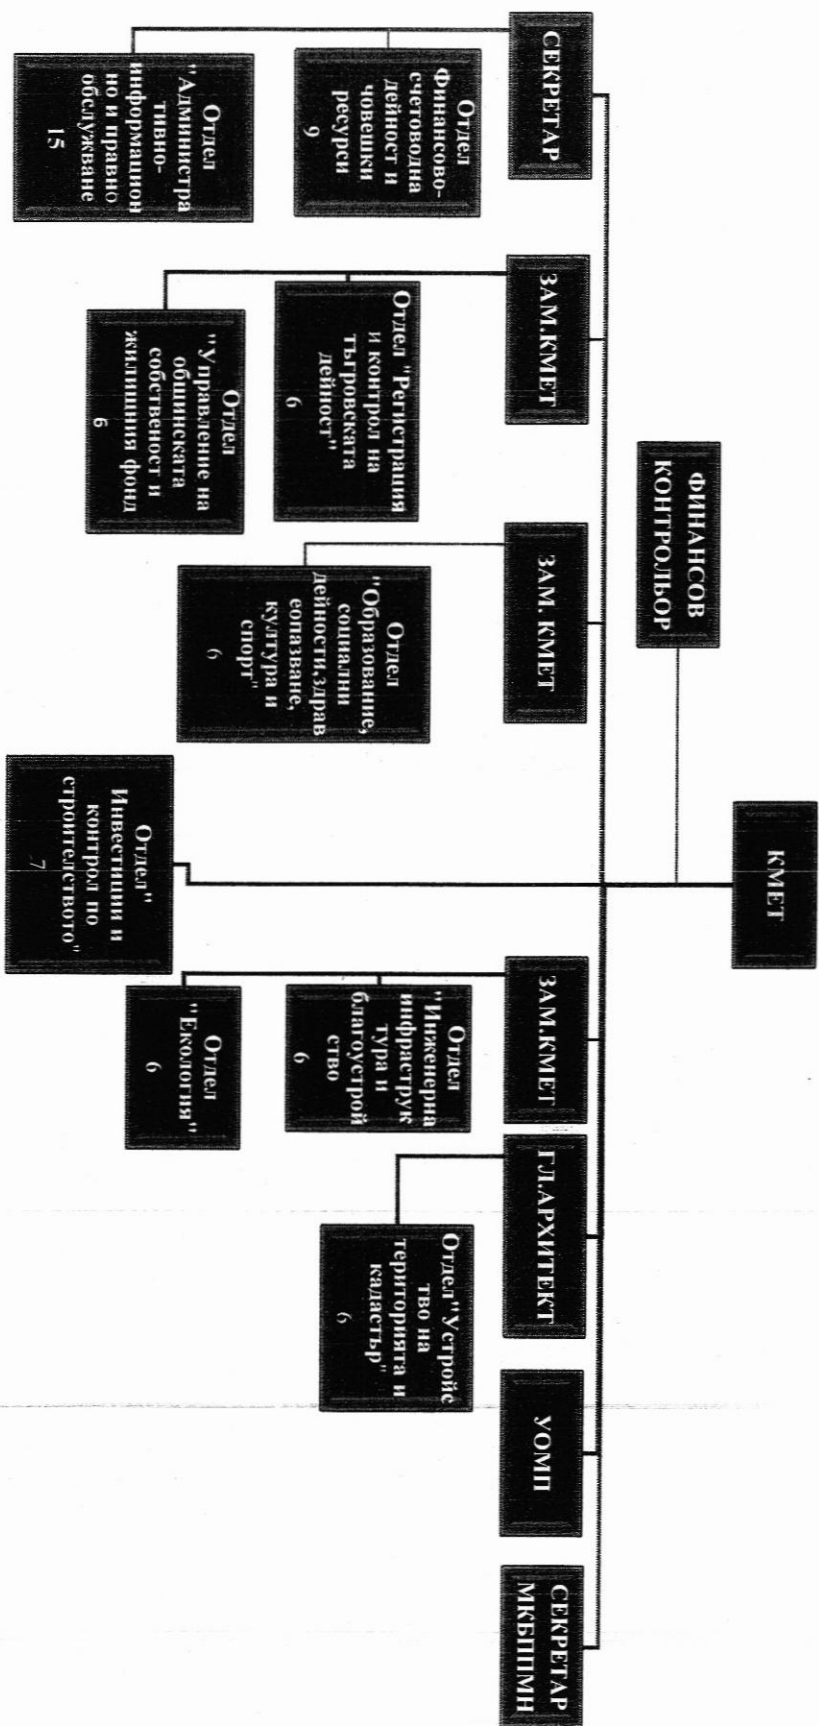 КМЕТ
ФИНАНСОВ
КОНТРОЛЬОР
СЕКРЕТАР
ЗАМ.КМЕТ
ЗАМ. КМЕТ
ЗАМ.КМЕТ
ГЛ.АРХИТЕКТ
УОМП
СЕКРЕТАР
МКБППМН
Отдел
Финансово-
счетоводна
дейност и
човешки
ресурси
9
Отдел
"Администра
тивно-
информацион
но и правно
обслужване
15
Отдел "Регистрация
и контрол на
търговската
дейност"
6
Отдел
"Управление на
общинската
собственост и
жилищния фонд
6
Отдел
"Образование,
социални
дейности,здрав
еопазване,
култура и
спорт"
6
Отдел"
Инвестиции и
контрол по
строителството"
7
Отдел
"Инженерна
инфраструк
тура и
благоустрой
ство
6
Отдел
"Екология"
6
Отдел"Устройс
тво на
територията и
кадастър"
6